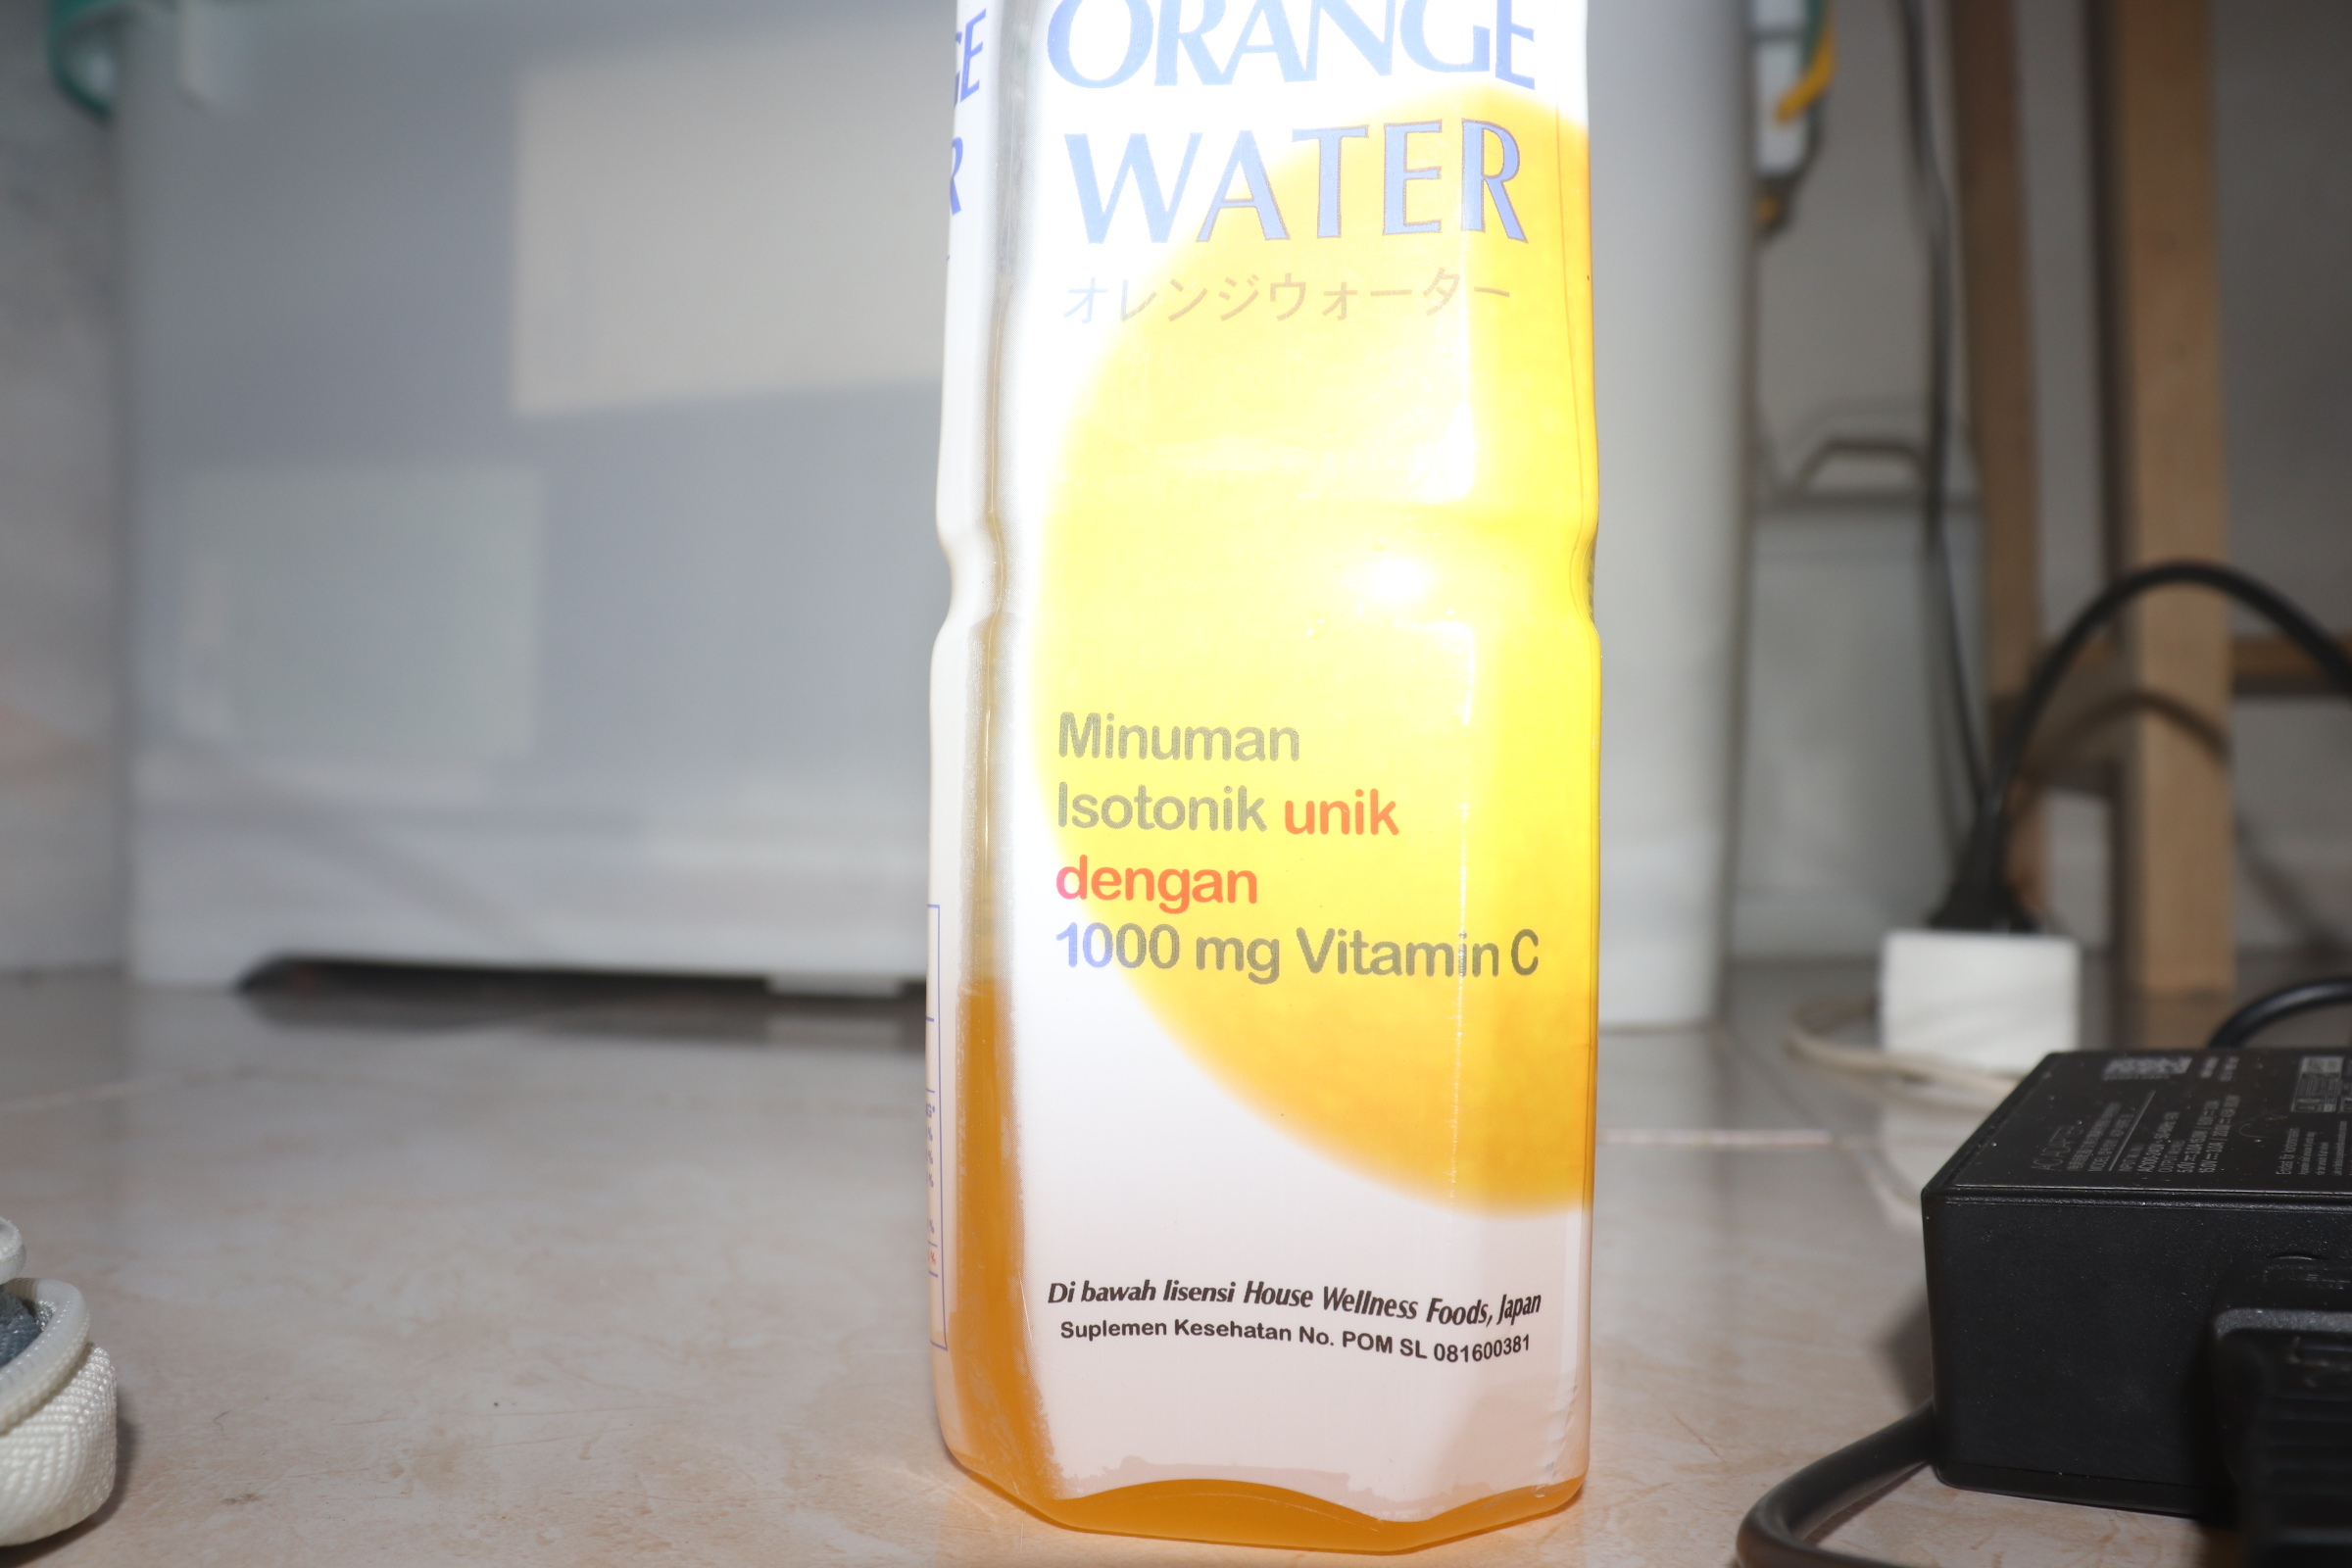 ORANGE
WATER
オレンジウォーター
Minuman
Isotonik unik
dengan
1000 mg Vitamin C
Di bawah lisensi House Wellness Foods, Japan
Suplemen Kesehatan No. POM SL 081600381
GE
R